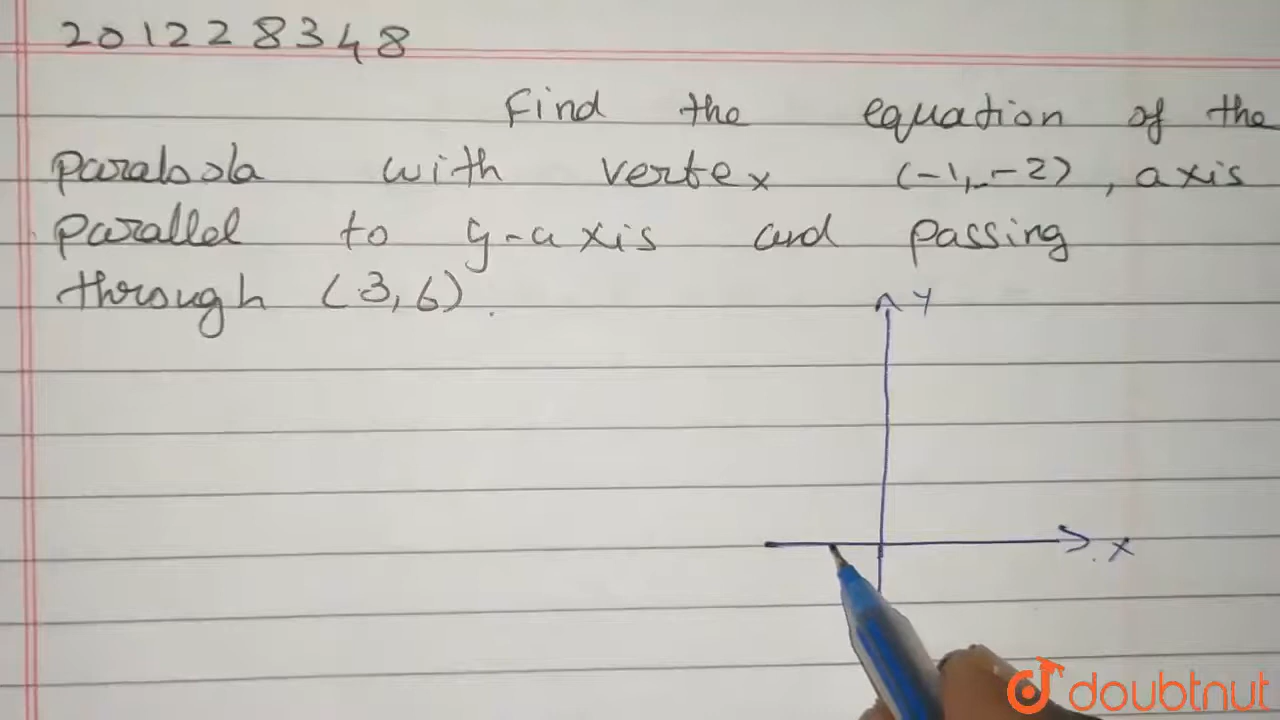 201228348
Find the equation of the
parabola with vertex (-1, -2), axis
parallel to y-axis and passing
through (3,6).
Y
X
doubtnut